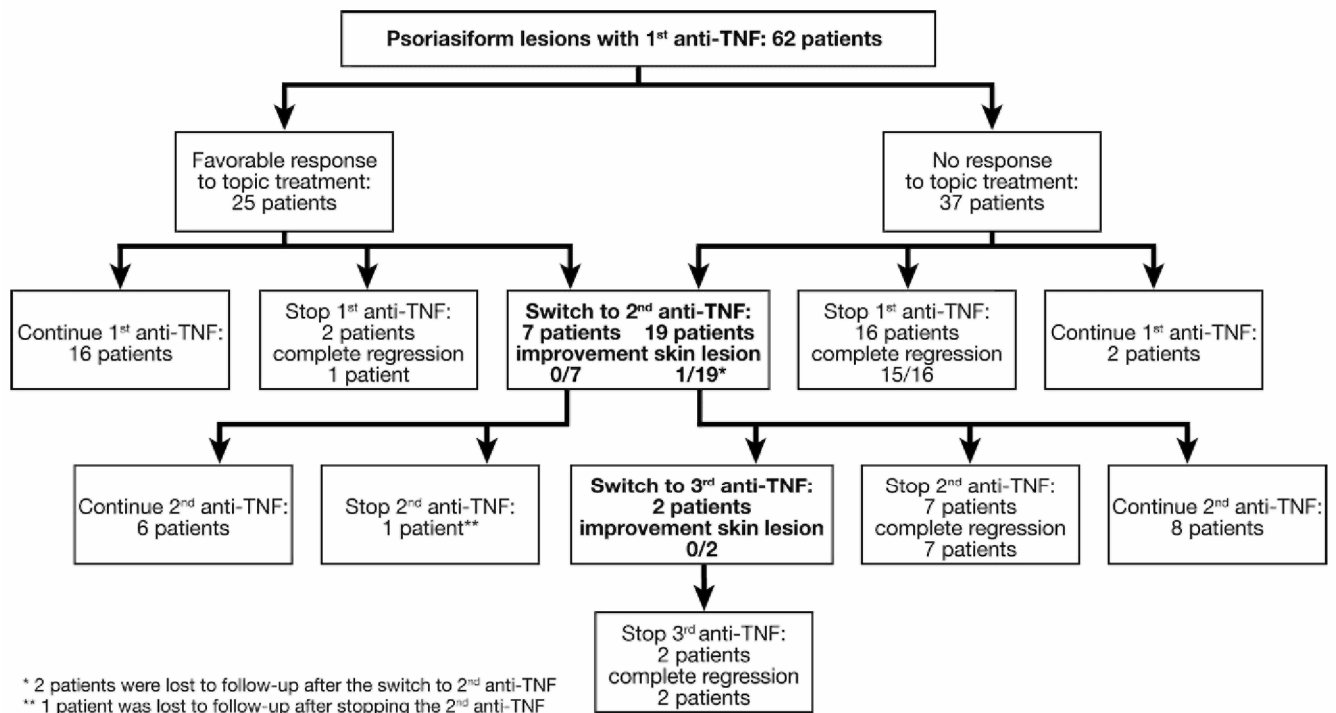 Psoriasiform lesions with 1st anti-TNF: 62 patients
Favorable response
to topic treatment:
25 patients
No response
to topic treatment:
37 patients
Continue 1st anti-TNF:
16 patients
Stop 1st anti-TNF:
2 patients
complete regression
1 patient
Switch to 2nd anti-TNF:
7 patients 19 patients
improvement skin lesion
0/7 1/19*
Stop 1st anti-TNF:
16 patients
complete regression
15/16
Continue 1st anti-TNF:
2 patients
Continue 2nd anti-TNF:
6 patients
Stop 2nd anti-TNF:
1 patient**
Switch to 3rd anti-TNF:
2 patients
improvement skin lesion
0/2
Stop 2nd anti-TNF:
7 patients
complete regression
7 patients
Continue 2nd anti-TNF:
8 patients
Stop 3rd anti-TNF:
2 patients
complete regression
2 patients
* 2 patients were lost to follow-up after the switch to 2nd anti-TNF
** 1 patient was lost to follow-up after stopping the 2nd anti-TNF